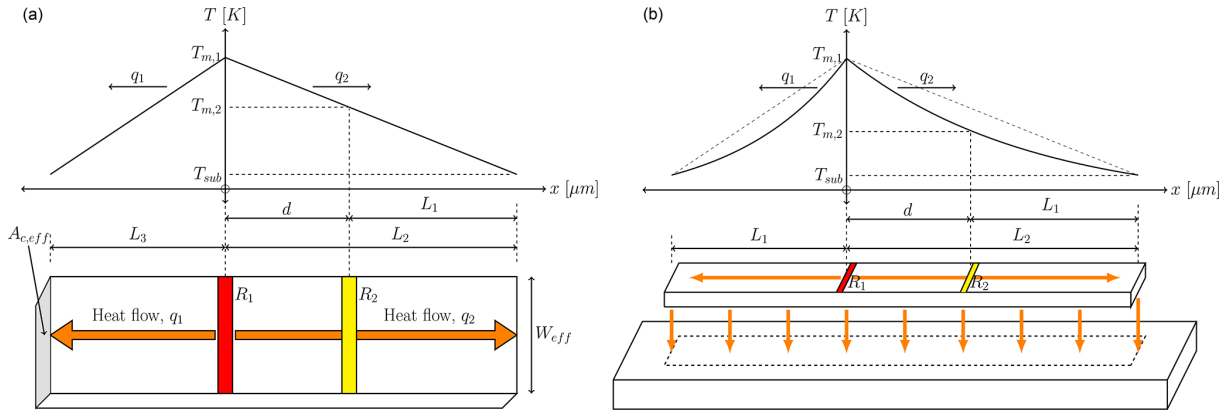 (a)
T [K]
T_{m,1}
q_1
q_2
T_{m,2}
T_{sub}
x [μm]
d
L_1
A_{c,eff}
L_3
L_2
R_1
R_2
Heat flow, q_1
Heat flow, q_2
W_{eff}
(b)
T [K]
T_{m,1}
q_1
q_2
T_{m,2}
T_{sub}
x [μm]
d
L_1
L_1
L_2
R_1
R_2